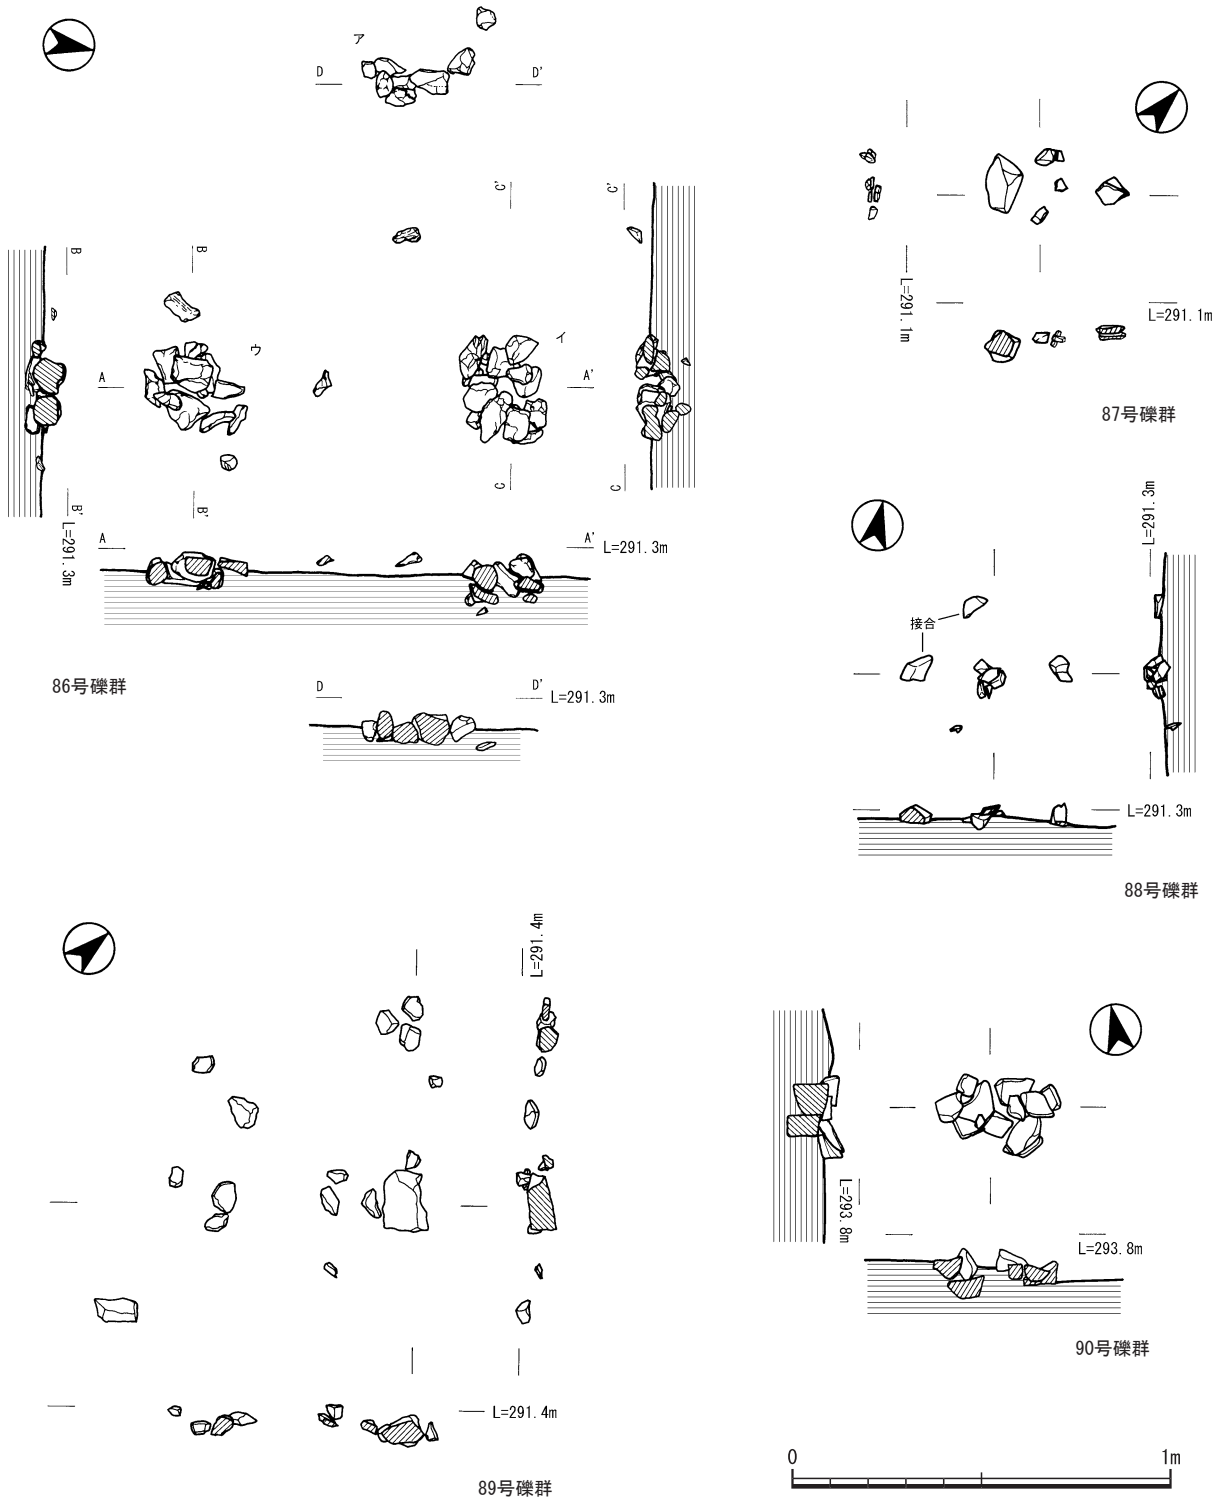 ア
D
D'
C'
C'
B
B
ウ
イ
A
A'
C
C
B'
B'
L=291.3m
A
A'
L=291.3m
86号礫群
D
D'
L=291.3m
L=291.1m
L=291.1m
87号礫群
L=291.3m
接合
L=291.3m
88号礫群
L=291.4m
L=291.4m
89号礫群
L=293.8m
L=293.8m
90号礫群
0
1m